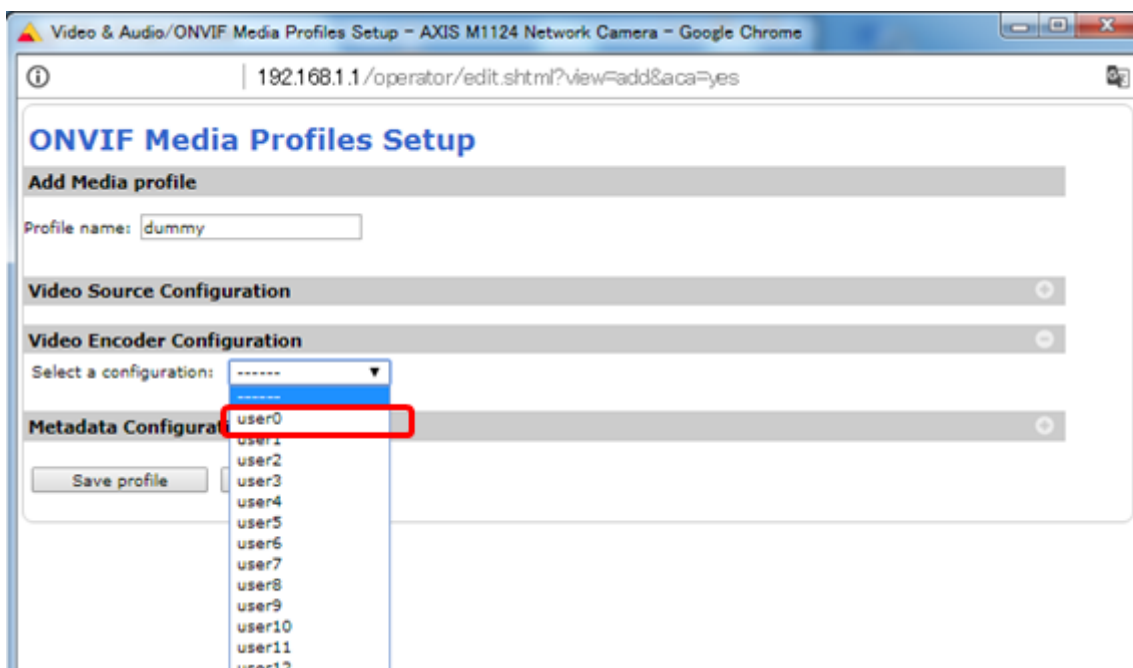 Video & Audio/ONVIF Media Profiles Setup - AXIS M1124 Network Camera - Google Chrome
192.168.1.1/operator/edit.shtml?view=add&aca=yes
ONVIF Media Profiles Setup
Add Media profile
Profile name: dummy
Video Source Configuration
Video Encoder Configuration
Select a configuration: ------
------
user0
Metadata Configurati
user1
user2
Save profile user3
user4
user5
user6
user7
user8
user9
user10
user11
user12